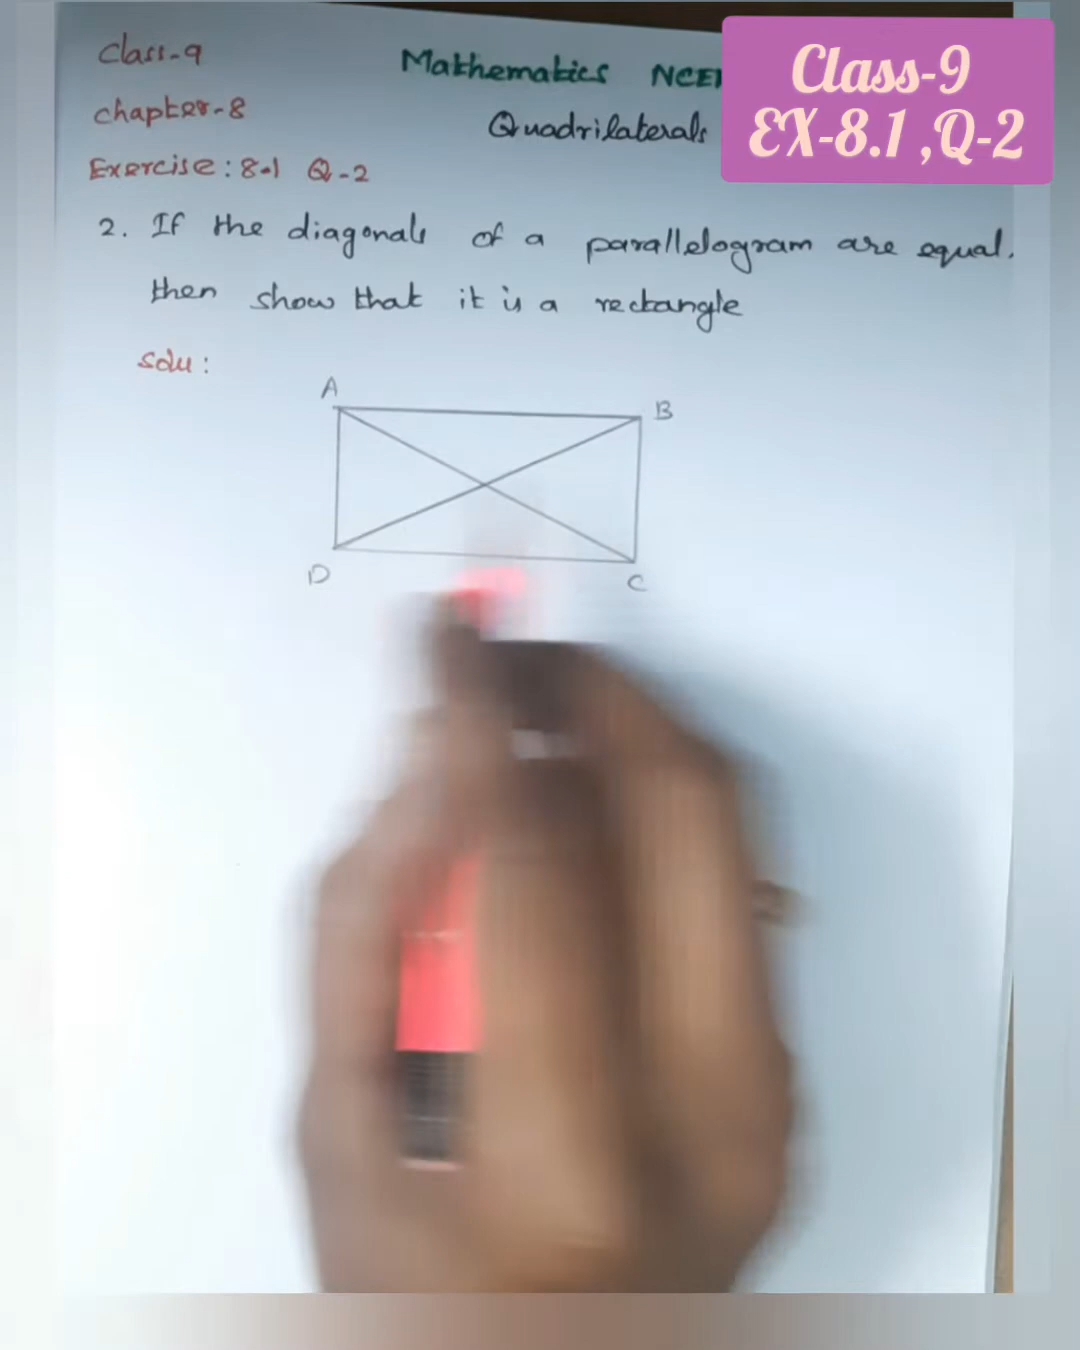 Class-9
Mathematics
Chapter-8
Quadrilaterals
Exercise: 8.1 Q-2
Class-9
EX-8.1 ,Q-2
2. If the diagonals of a parallelogram are equal.
then show that it is a rectangle
Solu :
A
B
D
C